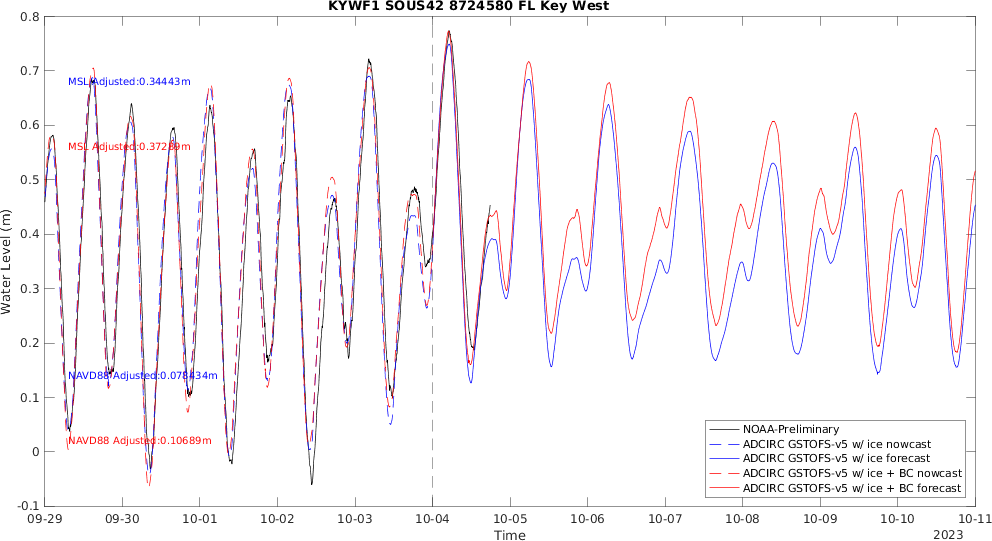 KYWF1 SOUS42 8724580 FL Key West
0.8
0.7
0.6
0.5
0.4
0.3
0.2
0.1
0
-0.1
Water Level (m)
MSL Adjusted:0.34443m
MSL Adjusted:0.37289m
NAVD88 Adjusted:0.078434m
NAVD88 Adjusted:0.10689m
NOAA-Preliminary
ADCIRC GSTOFS-v5 w/ ice nowcast
ADCIRC GSTOFS-v5 w/ ice forecast
ADCIRC GSTOFS-v5 w/ ice + BC nowcast
ADCIRC GSTOFS-v5 w/ ice + BC forecast
09-29 09-30 10-01 10-02 10-03 10-04 10-05 10-06 10-07 10-08 10-09 10-10 10-11
Time
2023